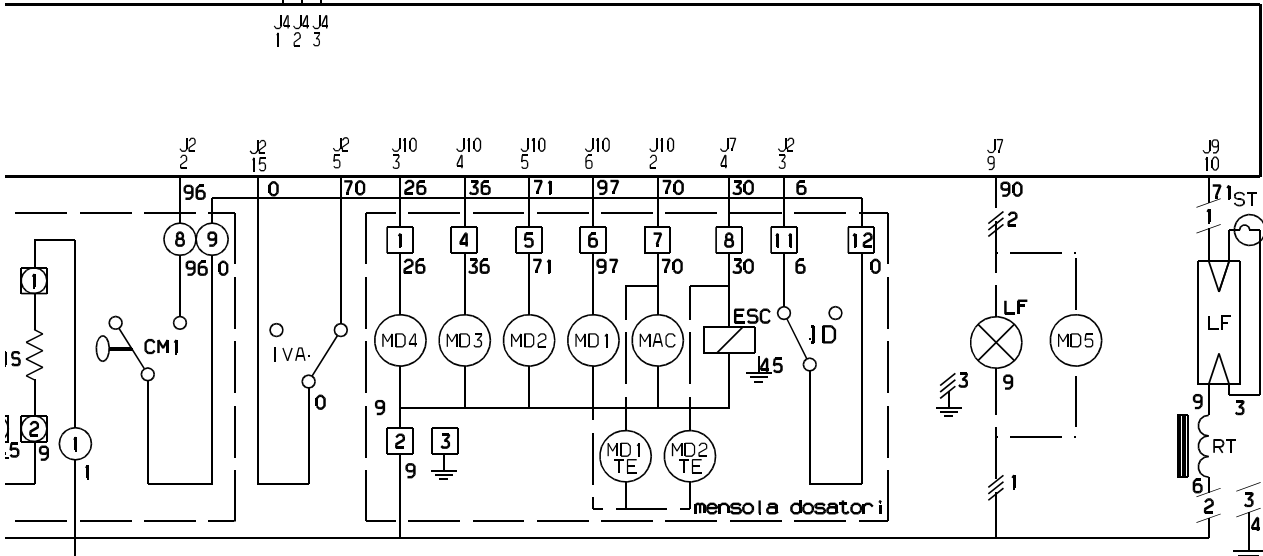 J4 J4 J4
1 2 3
J2 J2 J2 J10 J10 J10 J10 J10 J7 J2 J7 J9
2 15 5 3 4 5 6 2 4 3 9 10
96 0 70 26 36 71 97 70 30 6 90 71
ST
1
2
8 9 1 4 5 6 7 8 11 12
96 0 26 36 71 97 70 30 6 0
1
LF
ESC
CM1 IVA MD4 MD3 MD2 MD1 MAC ID MD5 LF
45
3 9
0 9 9 3
2 9 1 2 3 MD1 TE MD2 TE RT
1 9 1 6
2 3
mensola dosatori
4